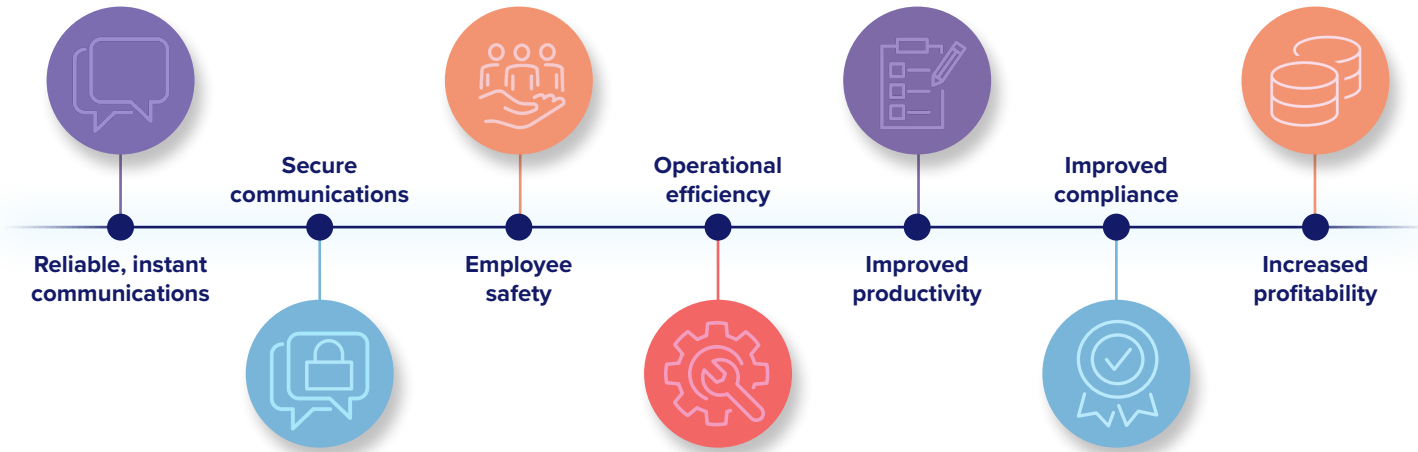 Reliable, instant
communications
Secure
communications
Employee
safety
Operational
efficiency
Improved
productivity
Improved
compliance
Increased
profitability